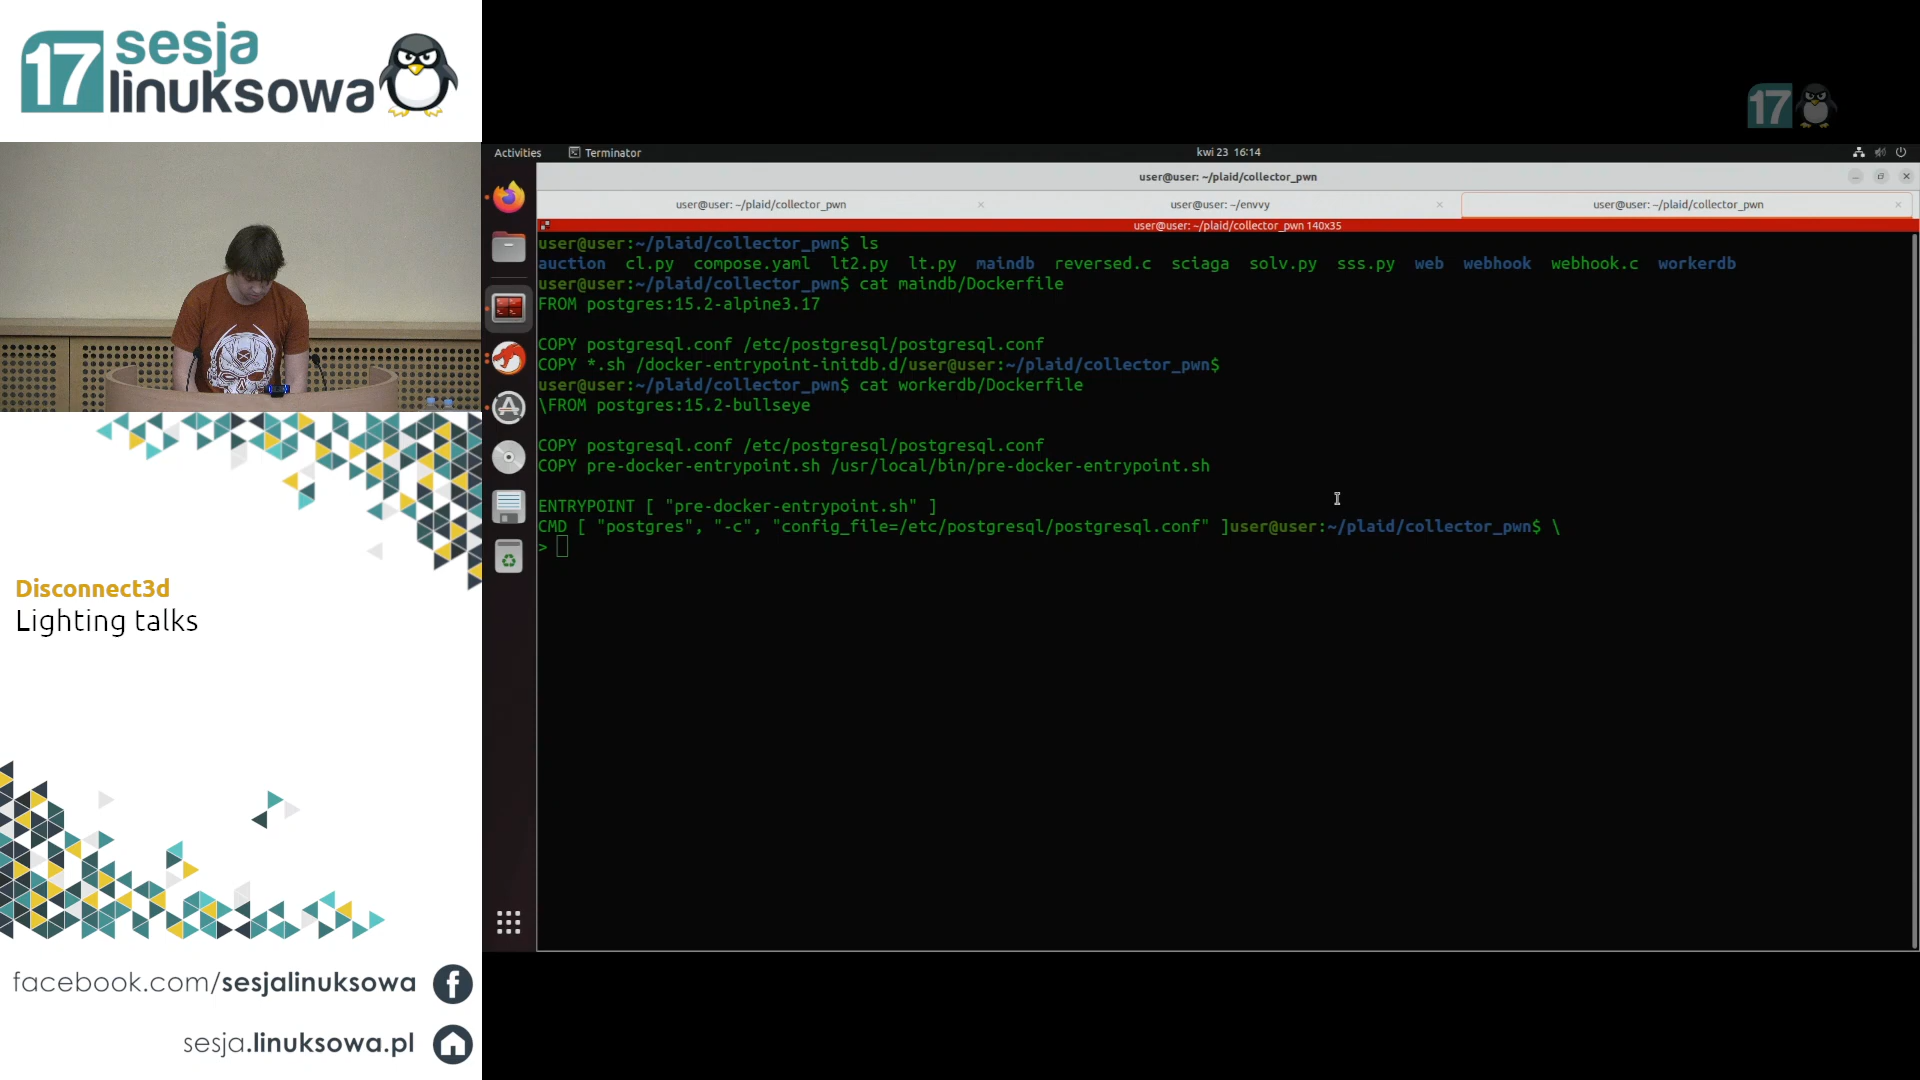 17 sesja
linuksowa
17
Activities
Terminator
kwi 23 16:14
user@user: ~/plaid/collector_pwn
user@user: ~/plaid/collector_pwn
user@user: ~/envvy
user@user: ~/plaid/collector_pwn
user@user: ~/plaid/collector_pwn 140x35
user@user:~/plaid/collector_pwn$ ls
auction cl.py compose.yaml lt2.py lt.py maindb reversed.c sciaga solv.py sss.py web webhook webhook.c workerdb
user@user:~/plaid/collector_pwn$ cat maindb/Dockerfile
FROM postgres:15.2-alpine3.17
COPY postgresql.conf /etc/postgresql/postgresql.conf
COPY *.sh /docker-entrypoint-initdb.d/user@user:~/plaid/collector_pwn$
user@user:~/plaid/collector_pwn$ cat workerdb/Dockerfile
\FROM postgres:15.2-bullseye
COPY postgresql.conf /etc/postgresql/postgresql.conf
COPY pre-docker-entrypoint.sh /usr/local/bin/pre-docker-entrypoint.sh
ENTRYPOINT [ "pre-docker-entrypoint.sh" ]
CMD [ "postgres", "-c", "config_file=/etc/postgresql/postgresql.conf" ]user@user:~/plaid/collector_pwn$ \
>
Disconnect3d
Lighting talks
facebook.com/sesjalinuksowa
sesja.linuksowa.pl